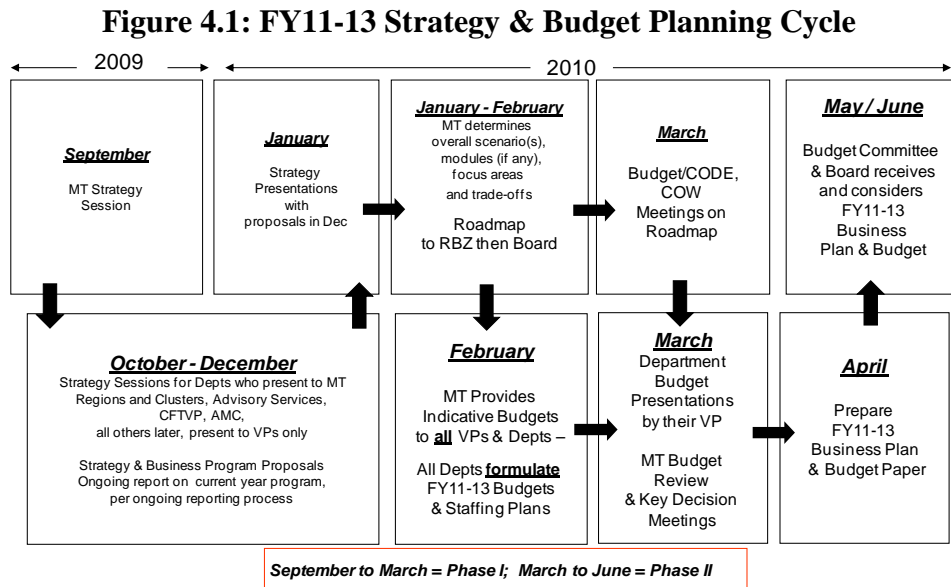 Figure 4.1: FY11-13 Strategy & Budget Planning Cycle
2009
2010
September
MT Strategy
Session
January
Strategy
Presentations
with
proposals in Dec
January - February
MT determines
overall scenario(s),
modules (if any),
focus areas
and trade-offs
Roadmap
to RBZ then Board
March
Budget/CODE,
COW
Meetings on
Roadmap
May / June
Budget Committee
& Board receives
and considers
FY11-13
Business
Plan & Budget
October - December
Strategy Sessions for Depts who present to MT
Regions and Clusters, Advisory Services,
CFTVP, AMC,
all others later, present to VPs only
Strategy & Business Program Proposals
Ongoing report on current year program,
per ongoing reporting process
February
MT Provides
Indicative Budgets
to all VPs & Depts –
All Depts formulate
FY11-13 Budgets
& Staffing Plans
March
Department
Budget
Presentations
by their VP
MT Budget
Review
& Key Decision
Meetings
April
Prepare
FY11-13
Business Plan
& Budget Paper
September to March = Phase I; March to June = Phase II